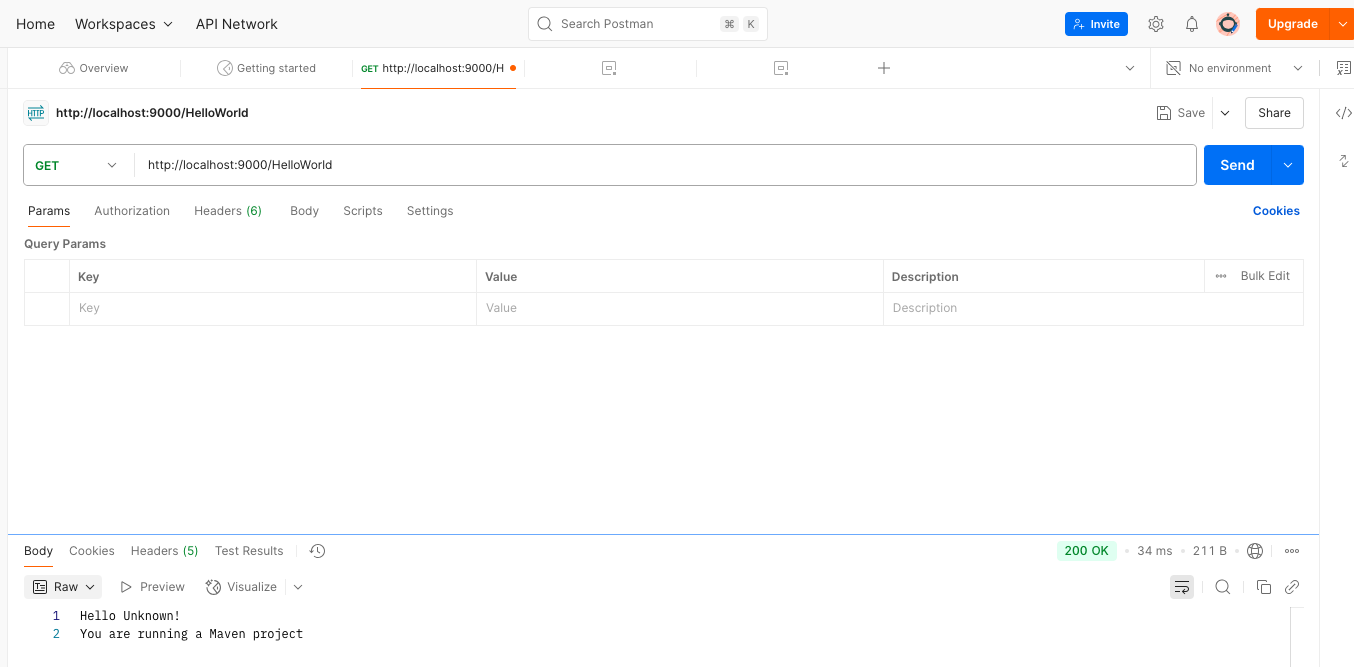 Home Workspaces API Network Search Postman ⌘ K Invite Upgrade
Overview Getting started GET http://localhost:9000/H No environment
HTTP http://localhost:9000/HelloWorld Save Share
GET http://localhost:9000/HelloWorld Send
Params Authorization Headers (6) Body Scripts Settings Cookies
Query Params
Key Value Description Bulk Edit
Key Value Description
Body Cookies Headers (5) Test Results 200 OK 34 ms 211 B
Raw Preview Visualize
1 Hello Unknown!
2 You are running a Maven project